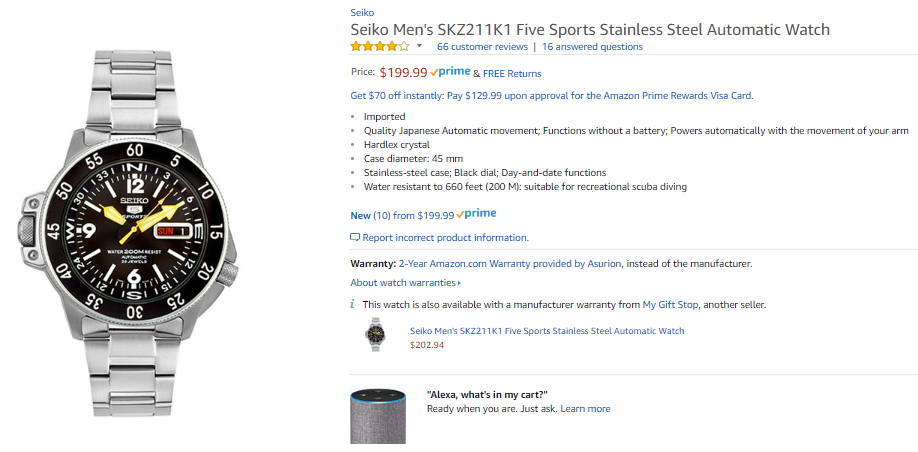 Seiko
Seiko Men's SKZ211K1 Five Sports Stainless Steel Automatic Watch
66 customer reviews | 16 answered questions
Price: $199.99 prime & FREE Returns
Get $70 off instantly: Pay $129.99 upon approval for the Amazon Prime Rewards Visa Card.
• Imported
• Quality Japanese Automatic movement; Functions without a battery; Powers automatically with the movement of your arm
• Hardlex crystal
• Case diameter: 45 mm
• Stainless-steel case; Black dial; Day-and-date functions
• Water resistant to 660 feet (200 M): suitable for recreational scuba diving
New (10) from $199.99 prime
Report incorrect product information.
Warranty: 2-Year Amazon.com Warranty provided by Asurion, instead of the manufacturer.
About watch warranties
i This watch is also available with a manufacturer warranty from My Gift Stop, another seller.
Seiko Men's SKZ211K1 Five Sports Stainless Steel Automatic Watch
$202.94
"Alexa, what's in my cart?"
Ready when you are. Just ask. Learn more
60
5
10
15
20
25
30
35
40
45
50
55
N
12
SEIKO
5
SPORTS
SUN 1
W
9
WATER 200M RESIST
AUTOMATIC
23 JEWELS
6
S